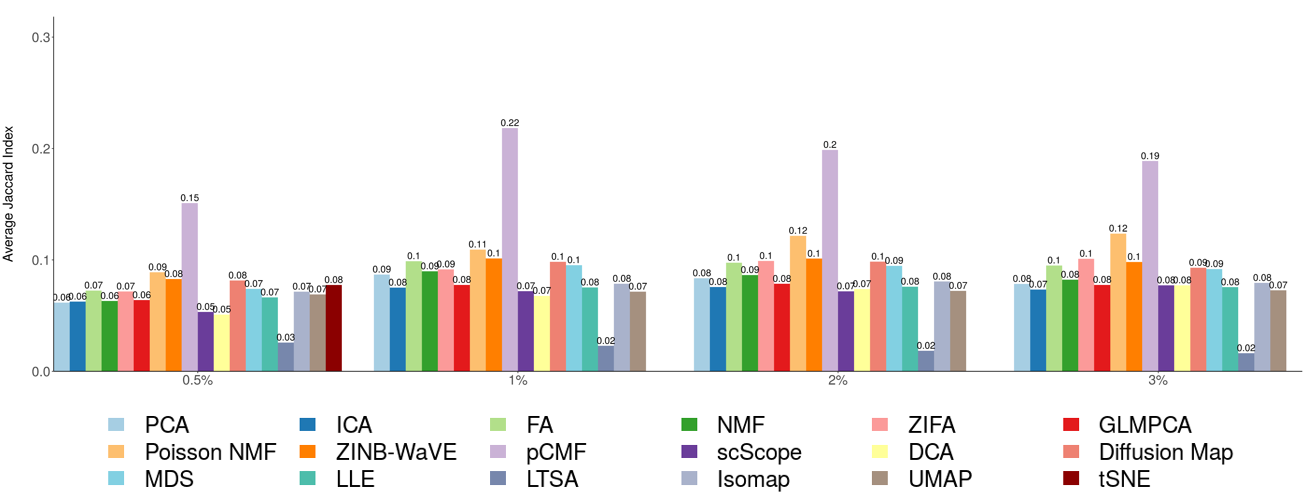 Average Jaccard Index
0.3
0.2
0.1
0.0
0.06 0.06 0.07 0.06 0.07 0.06 0.09 0.08 0.15 0.05 0.05 0.08 0.07 0.07 0.03 0.07 0.07 0.08
0.09 0.08 0.1 0.09 0.09 0.08 0.11 0.1 0.22 0.07 0.07 0.1 0.1 0.08 0.02 0.08 0.07
0.08 0.08 0.1 0.09 0.1 0.08 0.12 0.1 0.2 0.07 0.07 0.1 0.09 0.08 0.02 0.08 0.07
0.08 0.07 0.1 0.08 0.1 0.08 0.12 0.1 0.19 0.08 0.08 0.09 0.09 0.08 0.02 0.08 0.07
0.5% 1% 2% 3%
PCA ICA FA NMF ZIFA GLMPCA
Poisson NMF ZINB-WaVE pCMF scScope DCA Diffusion Map
MDS LLE LTSA Isomap UMAP tSNE